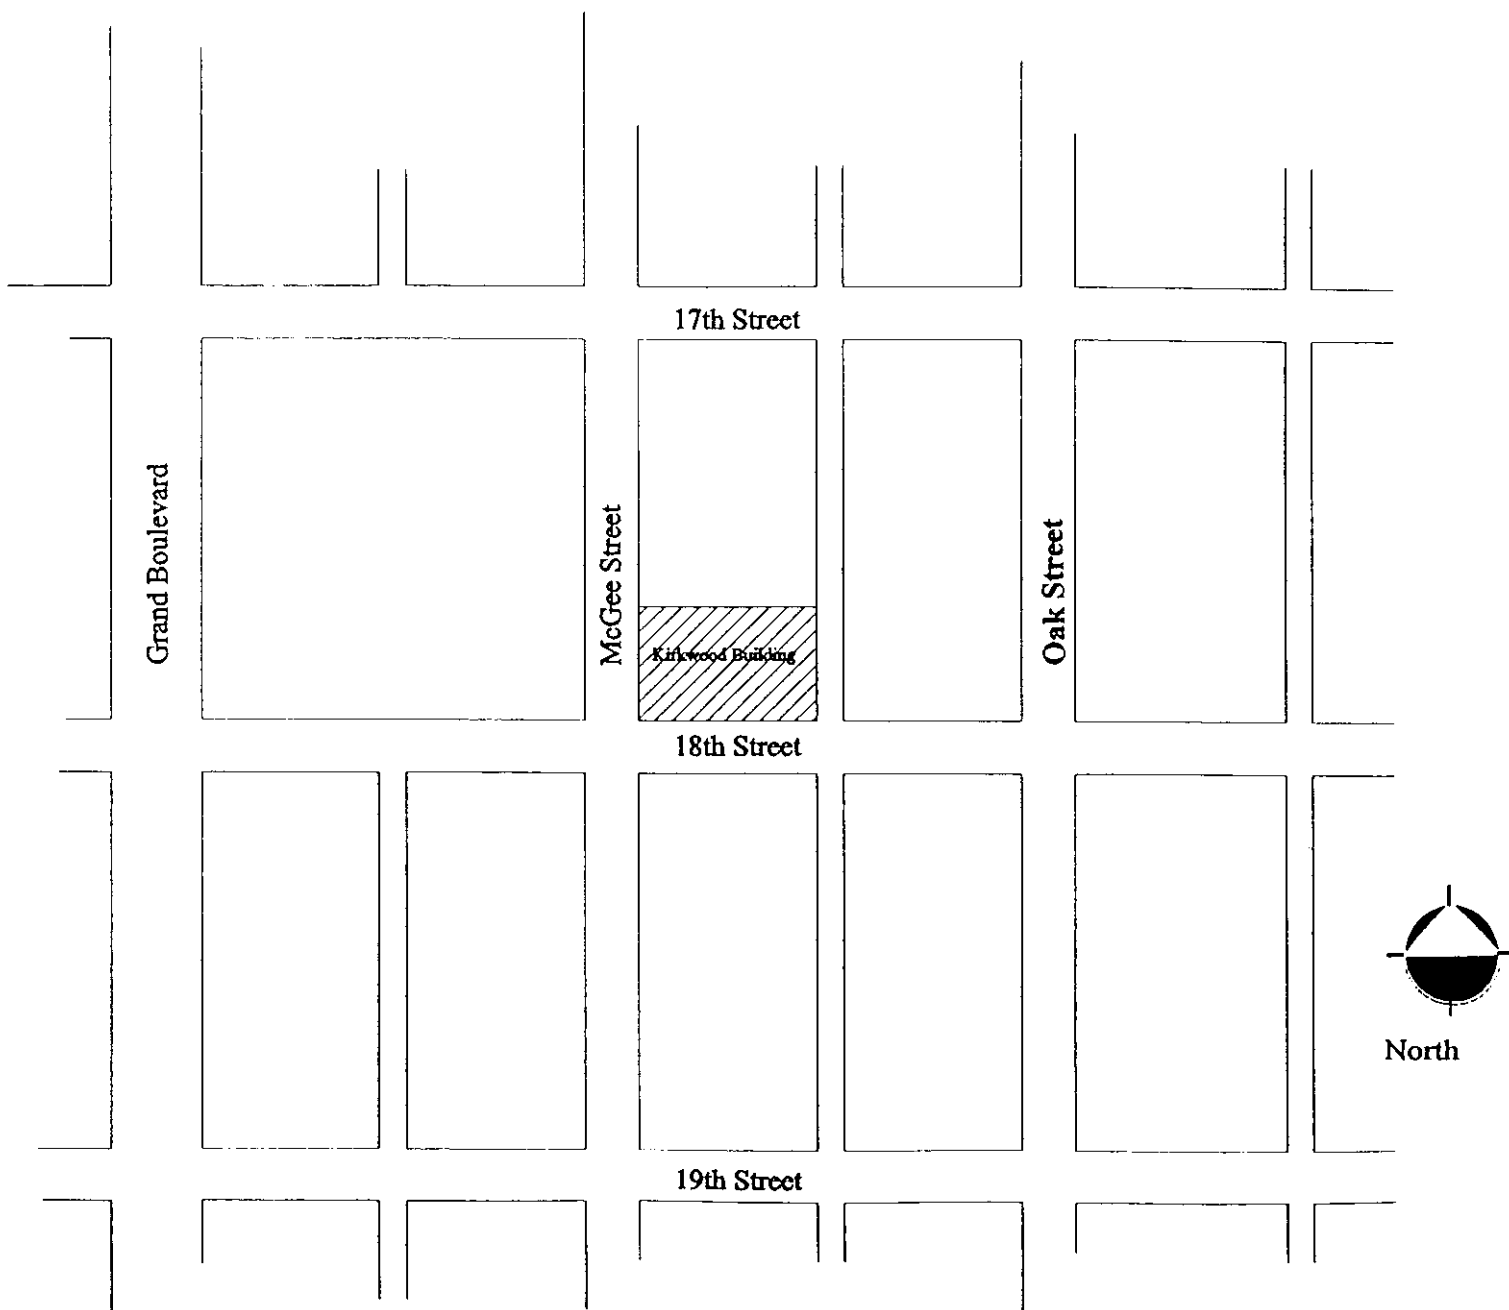 17th Street
Grand Boulevard
McGee Street
Oak Street
Kirkwood Building
18th Street
North
19th Street